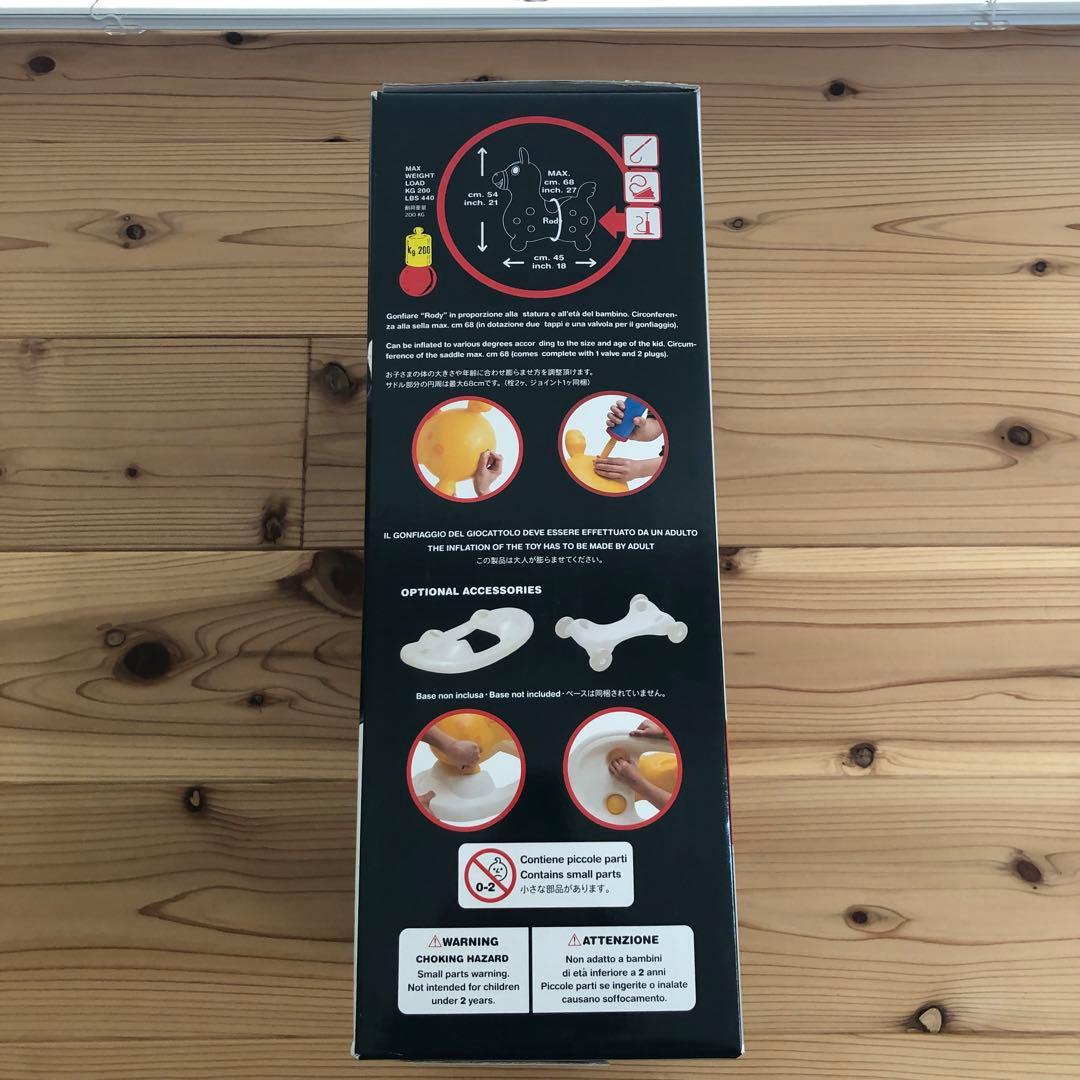 MAX
WEIGHT
LOAD
KG 200
LBS 440
耐荷重量
200 KG
kg 200
cm. 54
inch. 21
MAX.
cm. 68
inch. 27
Rody
cm. 45
inch. 18
Gonfiare "Rody" in proporzione alla statura e all'età del bambino. Circonferen-
za alla sella max. cm 68 (in dotazione due tappi e una valvola per il gonfiaggio).
Can be inflated to various degrees accor ding to the size and age of the kid. Circum-
ference of the saddle max. cm 68 (comes complete with 1 valve and 2 plugs).
お子さまの体の大きさや年齢に合わせ膨らませ方を調整頂けます。
サドル部分の円周は最大68cmです。（栓2ヶ、ジョイント1ヶ同梱）
IL GONFIAGGIO DEL GIOCATTOLO DEVE ESSERE EFFETTUATO DA UN ADULTO
THE INFLATION OF THE TOY HAS TO BE MADE BY ADULT
この製品は大人が膨らませてください。
OPTIONAL ACCESSORIES
Base non inclusa · Base not included · ベースは同梱されていません。
0-2
Contiene piccole parti
Contains small parts
小さな部品があります。
⚠WARNING
CHOKING HAZARD
Small parts warning.
Not intended for children
under 2 years.
⚠ATTENZIONE
Non adatto a bambini
di età inferiore a 2 anni
Piccole parti se ingerite o inalate
causano soffocamento.